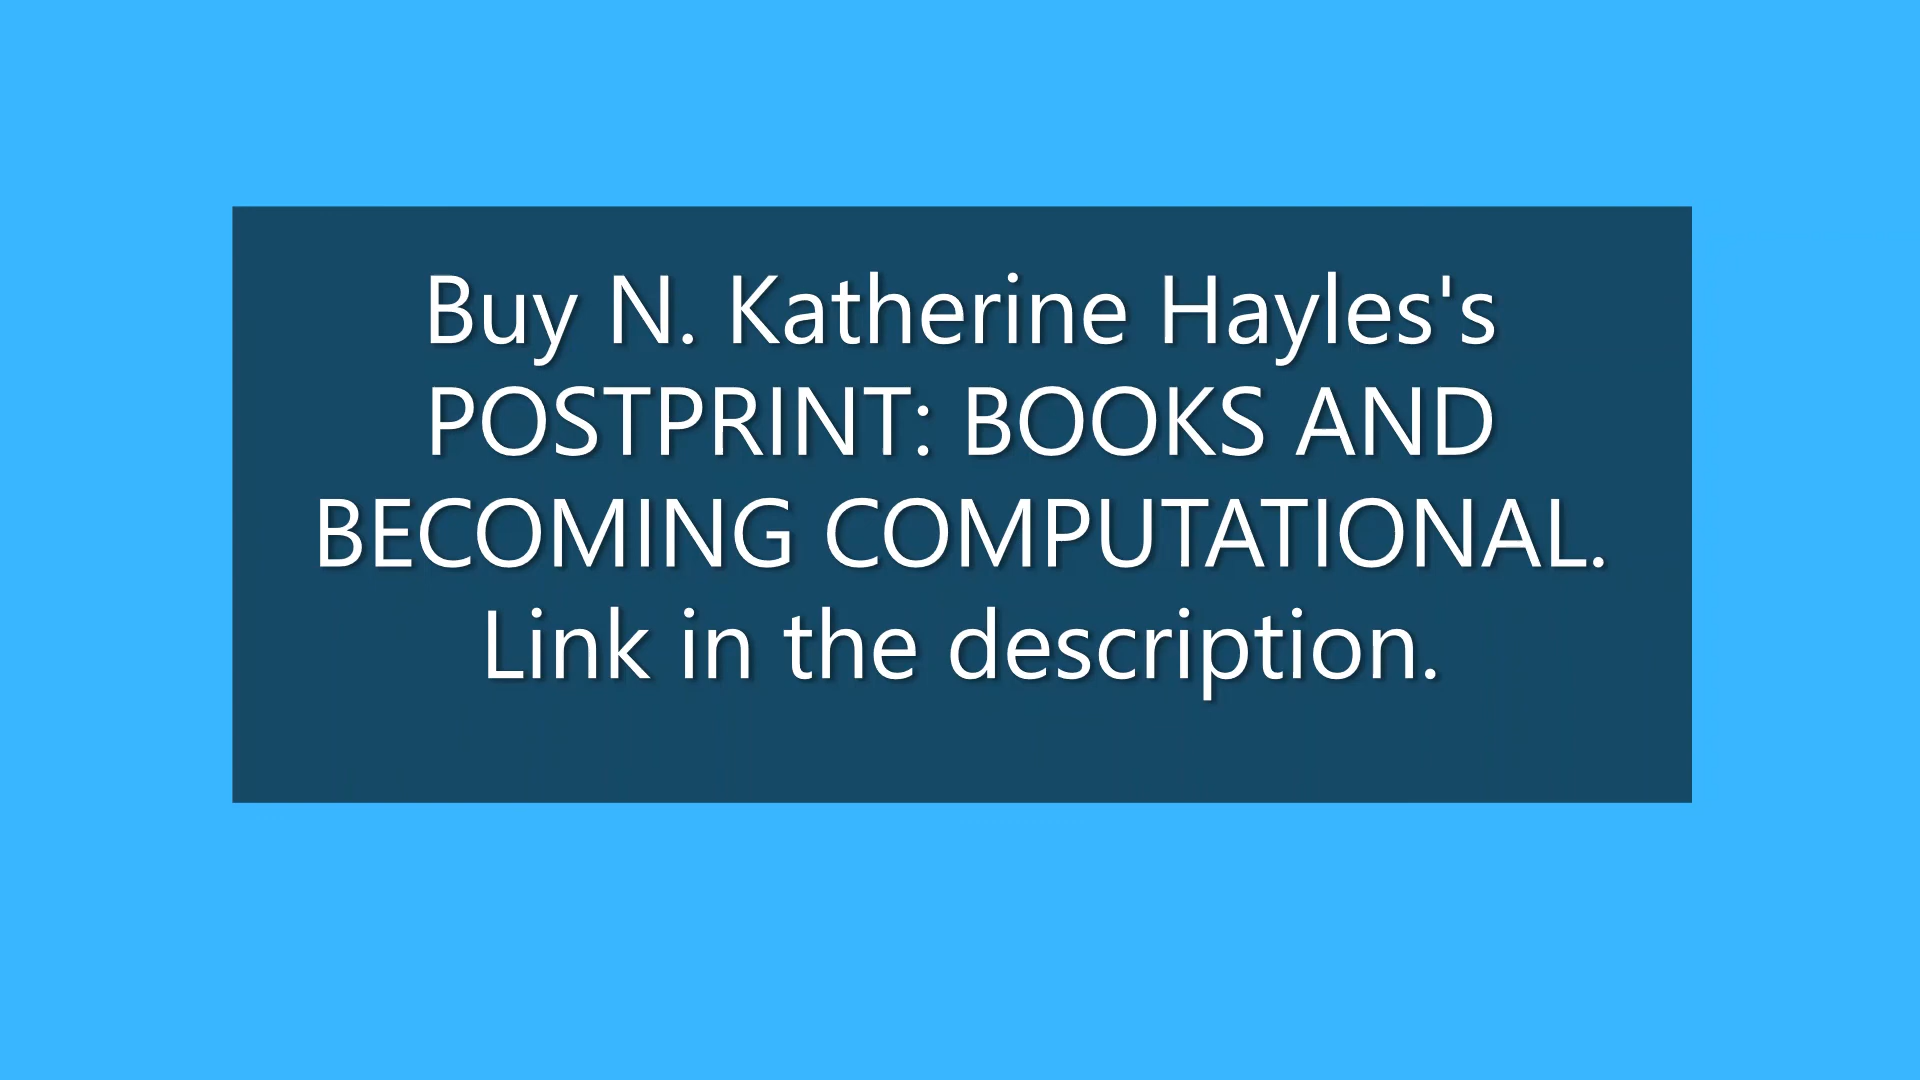 Buy N. Katherine Hayles's
POSTPRINT: BOOKS AND
BECOMING COMPUTATIONAL.
Link in the description.